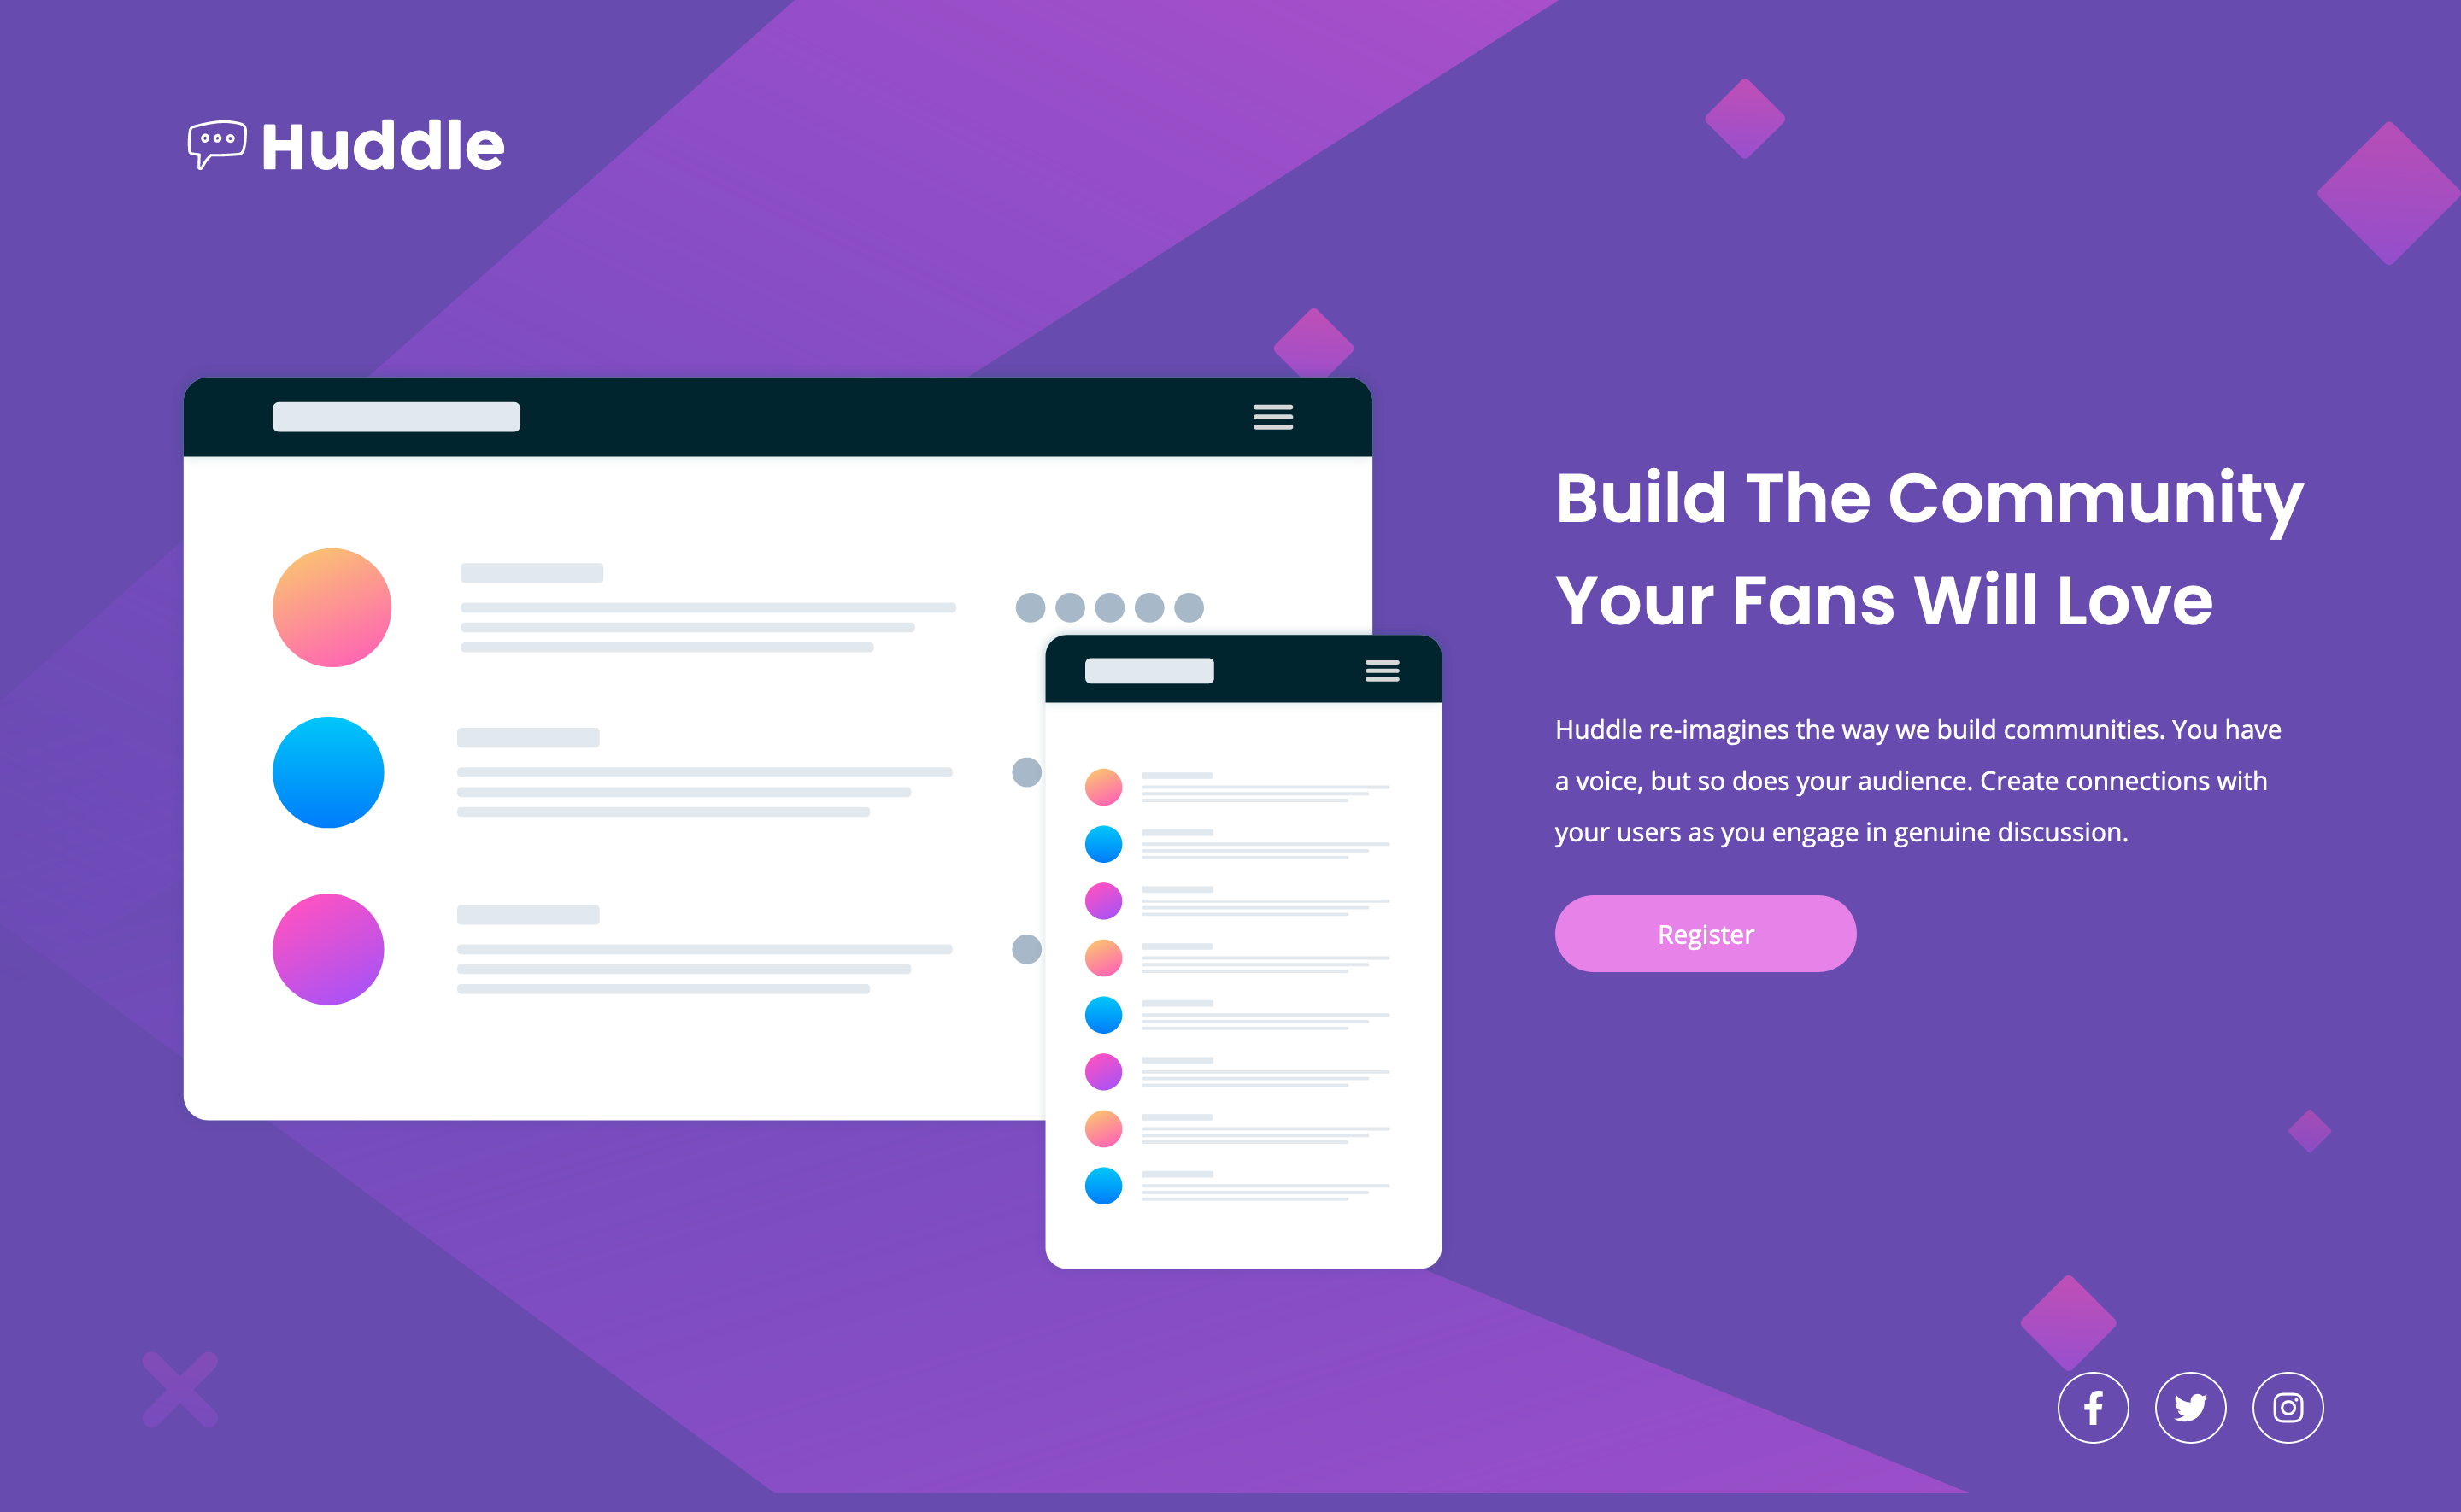 Huddle
Build The Community
Your Fans Will Love
Huddle re-imagines the way we build communities. You have
a voice, but so does your audience. Create connections with
your users as you engage in genuine discussion.
Register